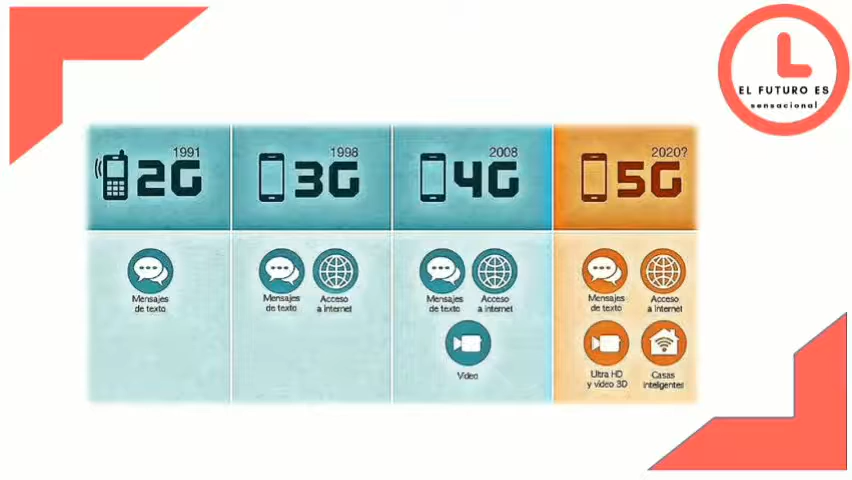 EL FUTURO ES
sensacional
1991
2G
1998
3G
2008
4G
2020?
5G
Mensajes
de texto
Mensajes
de texto
Acceso
a internet
Mensajes
de texto
Acceso
a internet
Video
Mensajes
de texto
Acceso
a internet
Ultra HD
y video 3D
Casas
inteligentes